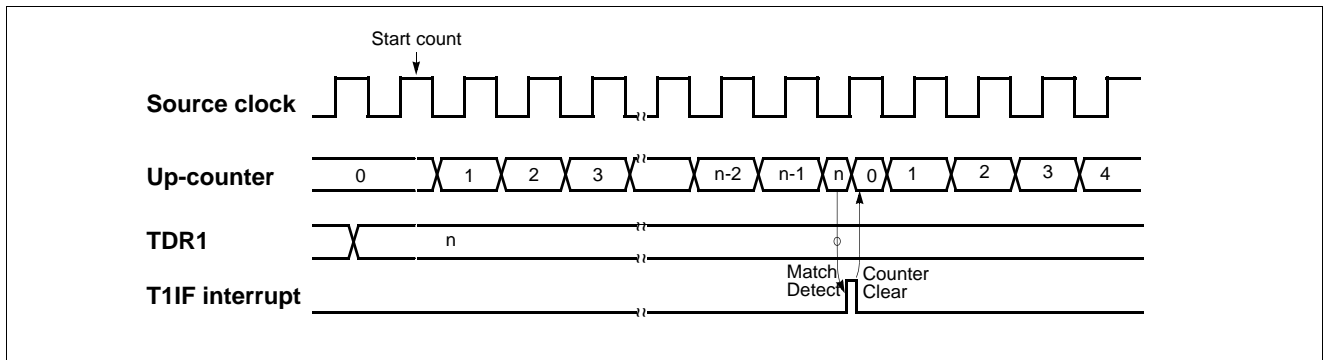 Start count
Source clock
Up-counter
0 1 2 3 n-2 n-1 n 0 1 2 3 4
TDR1
n
Match
Detect
Counter
Clear
T1IF interrupt